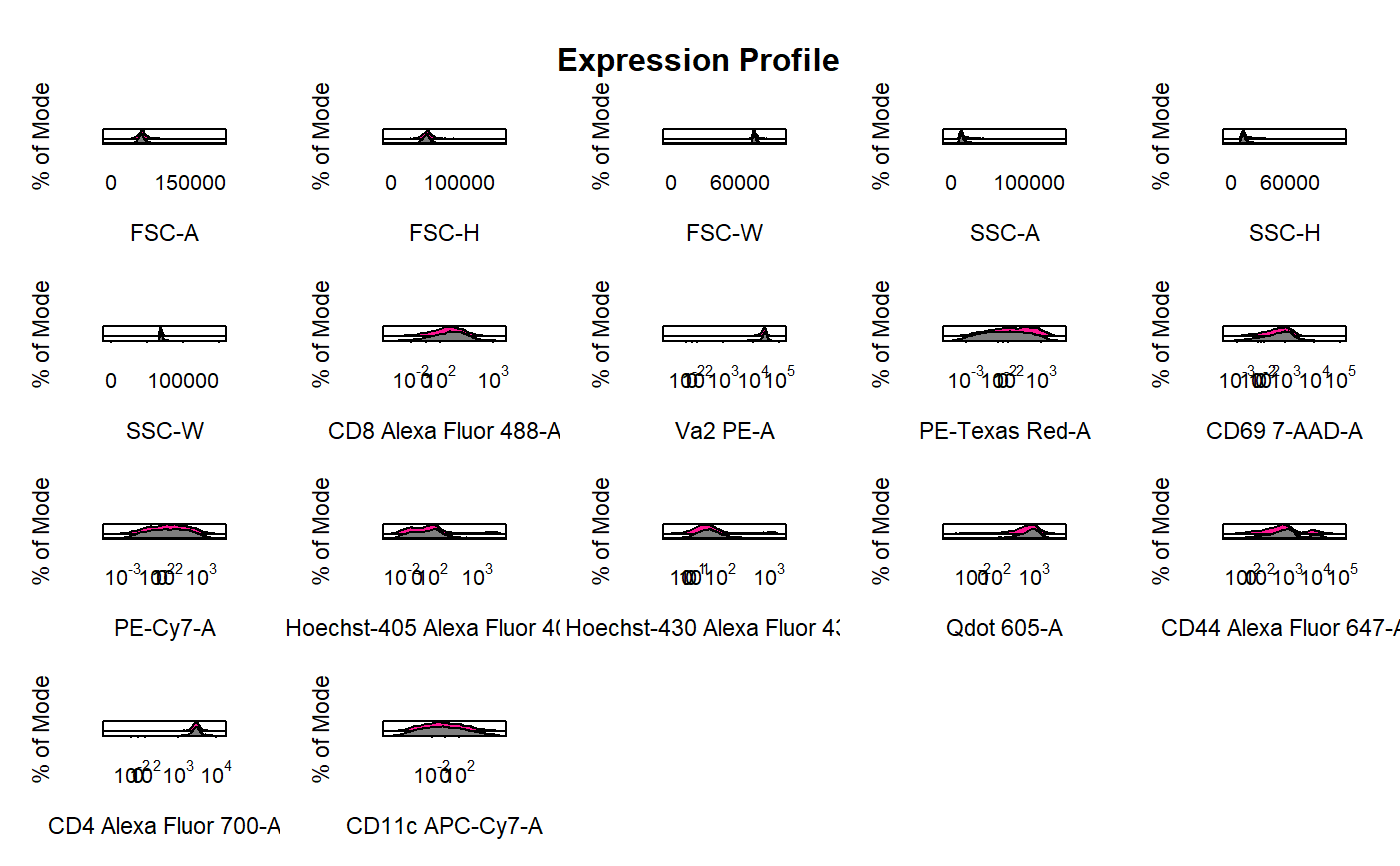 Expression Profile
% of Mode % of Mode % of Mode % of Mode % of Mode
0 150000 0 100000 0 60000 0 100000 0 60000
FSC-A FSC-H FSC-W SSC-A SSC-H
% of Mode % of Mode % of Mode % of Mode % of Mode
0 100000 10^-2 0 10^2 10^3 10^-2 0 10^2 10^3 10^4 10^5 10^-3 10^-2 0 10^2 10^3 10^-3 10^-2 0 10^2 10^3 10^4 10^5
SSC-W CD8 Alexa Fluor 488-A Va2 PE-A PE-Texas Red-A CD69 7-AAD-A
% of Mode % of Mode % of Mode % of Mode % of Mode
10^-3 10^-2 0 10^2 10^3 10^-2 0 10^2 10^3 0 10^1 10^2 10^3 10^-2 0 10^2 10^3 10^-2 0 10^2 10^3 10^4 10^5
PE-Cy7-A Hoechst-405 Alexa Fluor 40 Hoechst-430 Alexa Fluor 43 Qdot 605-A CD44 Alexa Fluor 647-A
% of Mode % of Mode
10^-2 0 10^2 10^3 10^4 10^-2 0 10^2
CD4 Alexa Fluor 700-A CD11c APC-Cy7-A